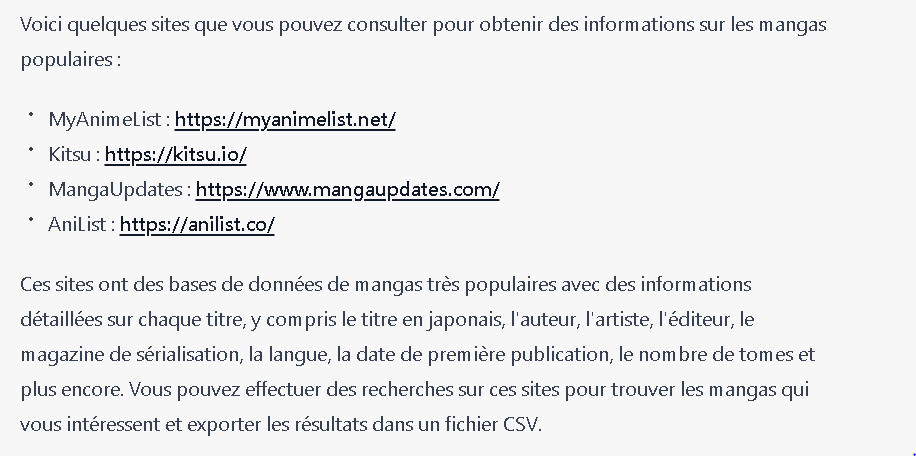 Voici quelques sites que vous pouvez consulter pour obtenir des informations sur les mangas
populaires :
• MyAnimeList : https://myanimelist.net/
• Kitsu : https://kitsu.io/
• MangaUpdates : https://www.mangaupdates.com/
• AniList : https://anilist.co/
Ces sites ont des bases de données de mangas très populaires avec des informations
détaillées sur chaque titre, y compris le titre en japonais, l'auteur, l'artiste, l'éditeur, le
magazine de sérialisation, la langue, la date de première publication, le nombre de tomes et
plus encore. Vous pouvez effectuer des recherches sur ces sites pour trouver les mangas qui
vous intéressent et exporter les résultats dans un fichier CSV.